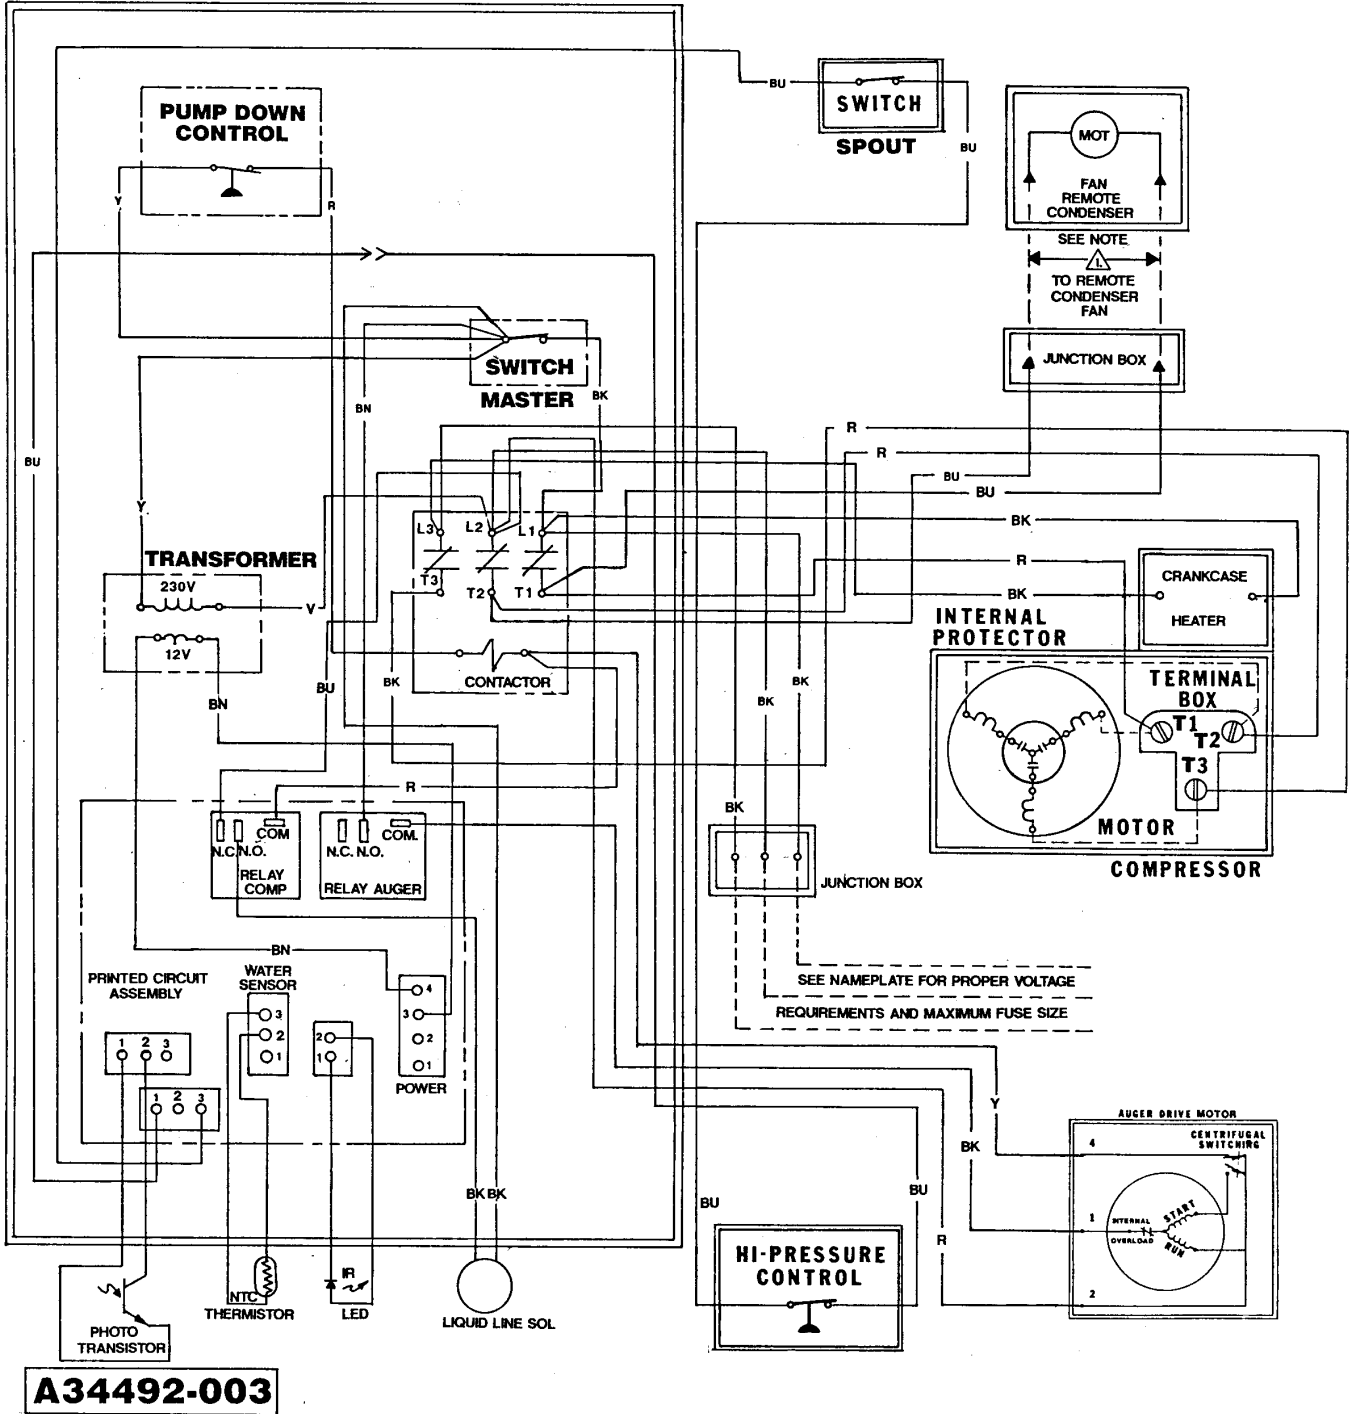 PUMP DOWN
CONTROL
Y
R
BU
SWITCH
SPOUT
BU
MOT
FAN
REMOTE
CONDENSER
SEE NOTE
1.
TO REMOTE
CONDENSER
FAN
JUNCTION BOX
SWITCH
MASTER
BK
BN
BU
Y
R
R
BU
BU
BK
R
BK
L3
L2
L1
T3
T2
T1
CONTACTOR
TRANSFORMER
230V
V
12V
BN
BU
BK
BK
BK
CRANKCASE
HEATER
INTERNAL
PROTECTOR
TERMINAL
BOX
T1
T2
T3
MOTOR
COMPRESSOR
R
BK
COM
N.C.
N.O.
RELAY
COMP
COM.
N.C.
N.O.
RELAY AUGER
JUNCTION BOX
BN
PRINTED CIRCUIT
ASSEMBLY
WATER
SENSOR
3
2
1
2
1
4
3
2
1
POWER
1 2 3
1 2 3
SEE NAMEPLATE FOR PROPER VOLTAGE
REQUIREMENTS AND MAXIMUM FUSE SIZE
Y
BK
BU
R
BU
BK
BK
AUGER DRIVE MOTOR
CENTRIFUGAL
SWITCHING
4
1
2
INTERNAL
OVERLOAD
START
RUN
HI-PRESSURE
CONTROL
PHOTO
TRANSISTOR
NTC
THERMISTOR
IR
LED
LIQUID LINE SOL
A34492-003